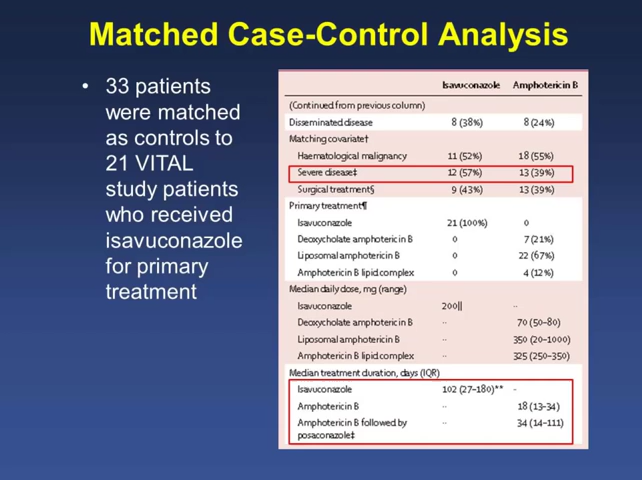 Matched Case-Control Analysis
• 33 patients
were matched
as controls to
21 VITAL
study patients
who received
isavuconazole
for primary
treatment
Isavuconazole Amphotericin B
(Continued from previous column)
Disseminated disease 8 (38%) 8 (24%)
Matching covariate†
Haematological malignancy 11 (52%) 18 (55%)
Severe disease‡ 12 (57%) 13 (39%)
Surgical treatment§ 9 (43%) 13 (39%)
Primary treatment¶
Isavuconazole 21 (100%) 0
Deoxycholate amphotericin B 0 7 (21%)
Liposomal amphotericin B 0 22 (67%)
Amphotericin B lipid complex 0 4 (12%)
Median daily dose, mg (range)
Isavuconazole 200|| ··
Deoxycholate amphotericin B ·· 70 (50–80)
Liposomal amphotericin B ·· 350 (20–1000)
Amphotericin B lipid complex ·· 325 (250–350)
Median treatment duration, days (IQR)
Isavuconazole 102 (27–180)** ··
Amphotericin B ·· 18 (13–34)
Amphotericin B followed by ·· 34 (14–111)
posaconazole‡